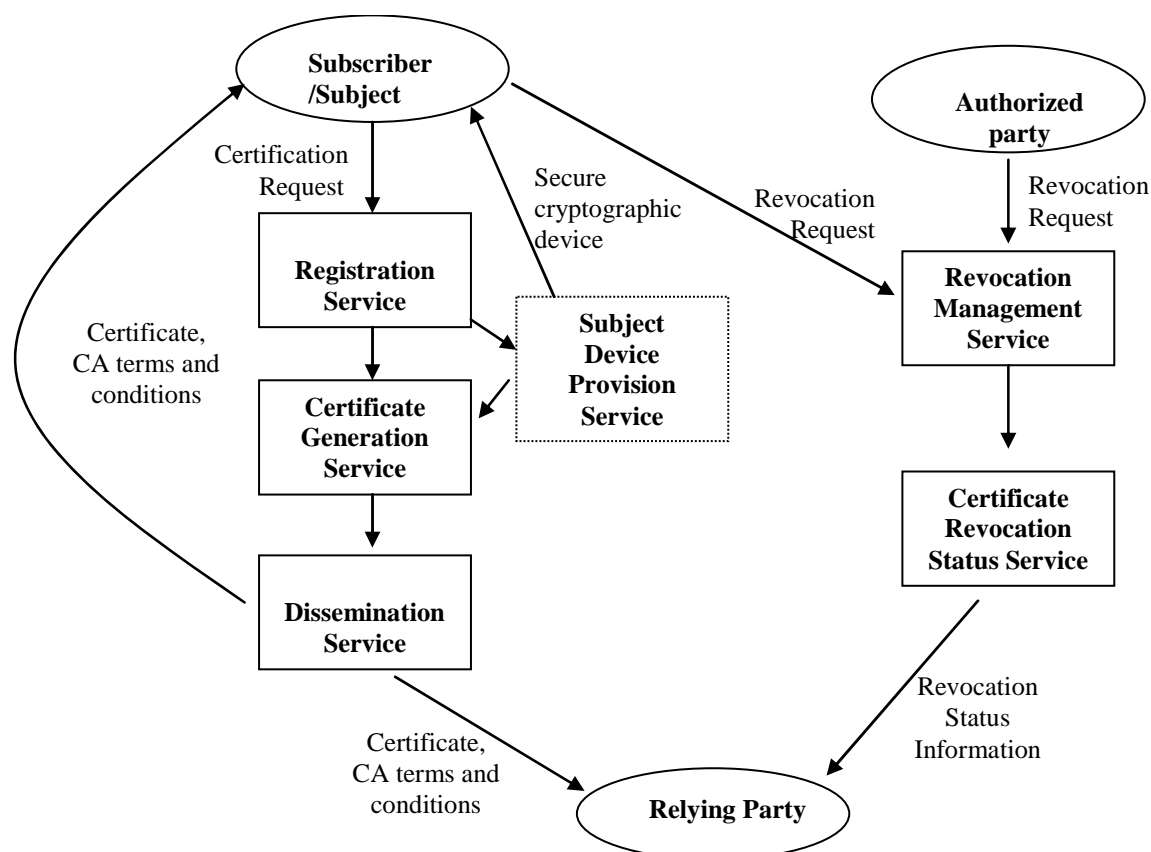 Subscriber
/Subject
Authorized
party
Certification
Request
Secure
cryptographic
device
Revocation
Request
Revocation
Request
Registration
Service
Revocation
Management
Service
Subject
Device
Provision
Service
Certificate,
CA terms and
conditions
Certificate
Generation
Service
Certificate
Revocation
Status Service
Dissemination
Service
Revocation
Status
Information
Certificate,
CA terms and
conditions
Relying Party